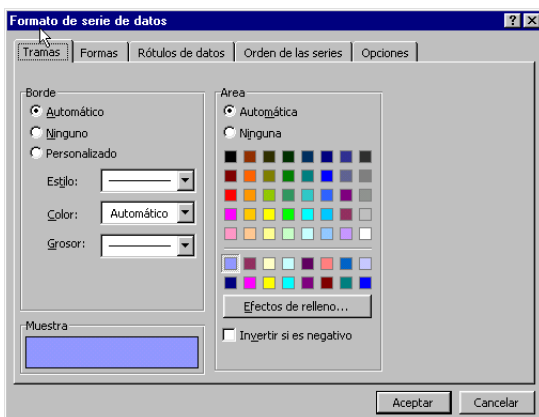 Formato de serie de datos
Tramas Formas Rótulos de datos Orden de las series Opciones
Borde
Automático
Ninguno
Personalizado
Estilo:
Color: Automático
Grosor:
Muestra
Area
Automática
Ninguna
Efectos de relleno...
Invertir si es negativo
Aceptar Cancelar